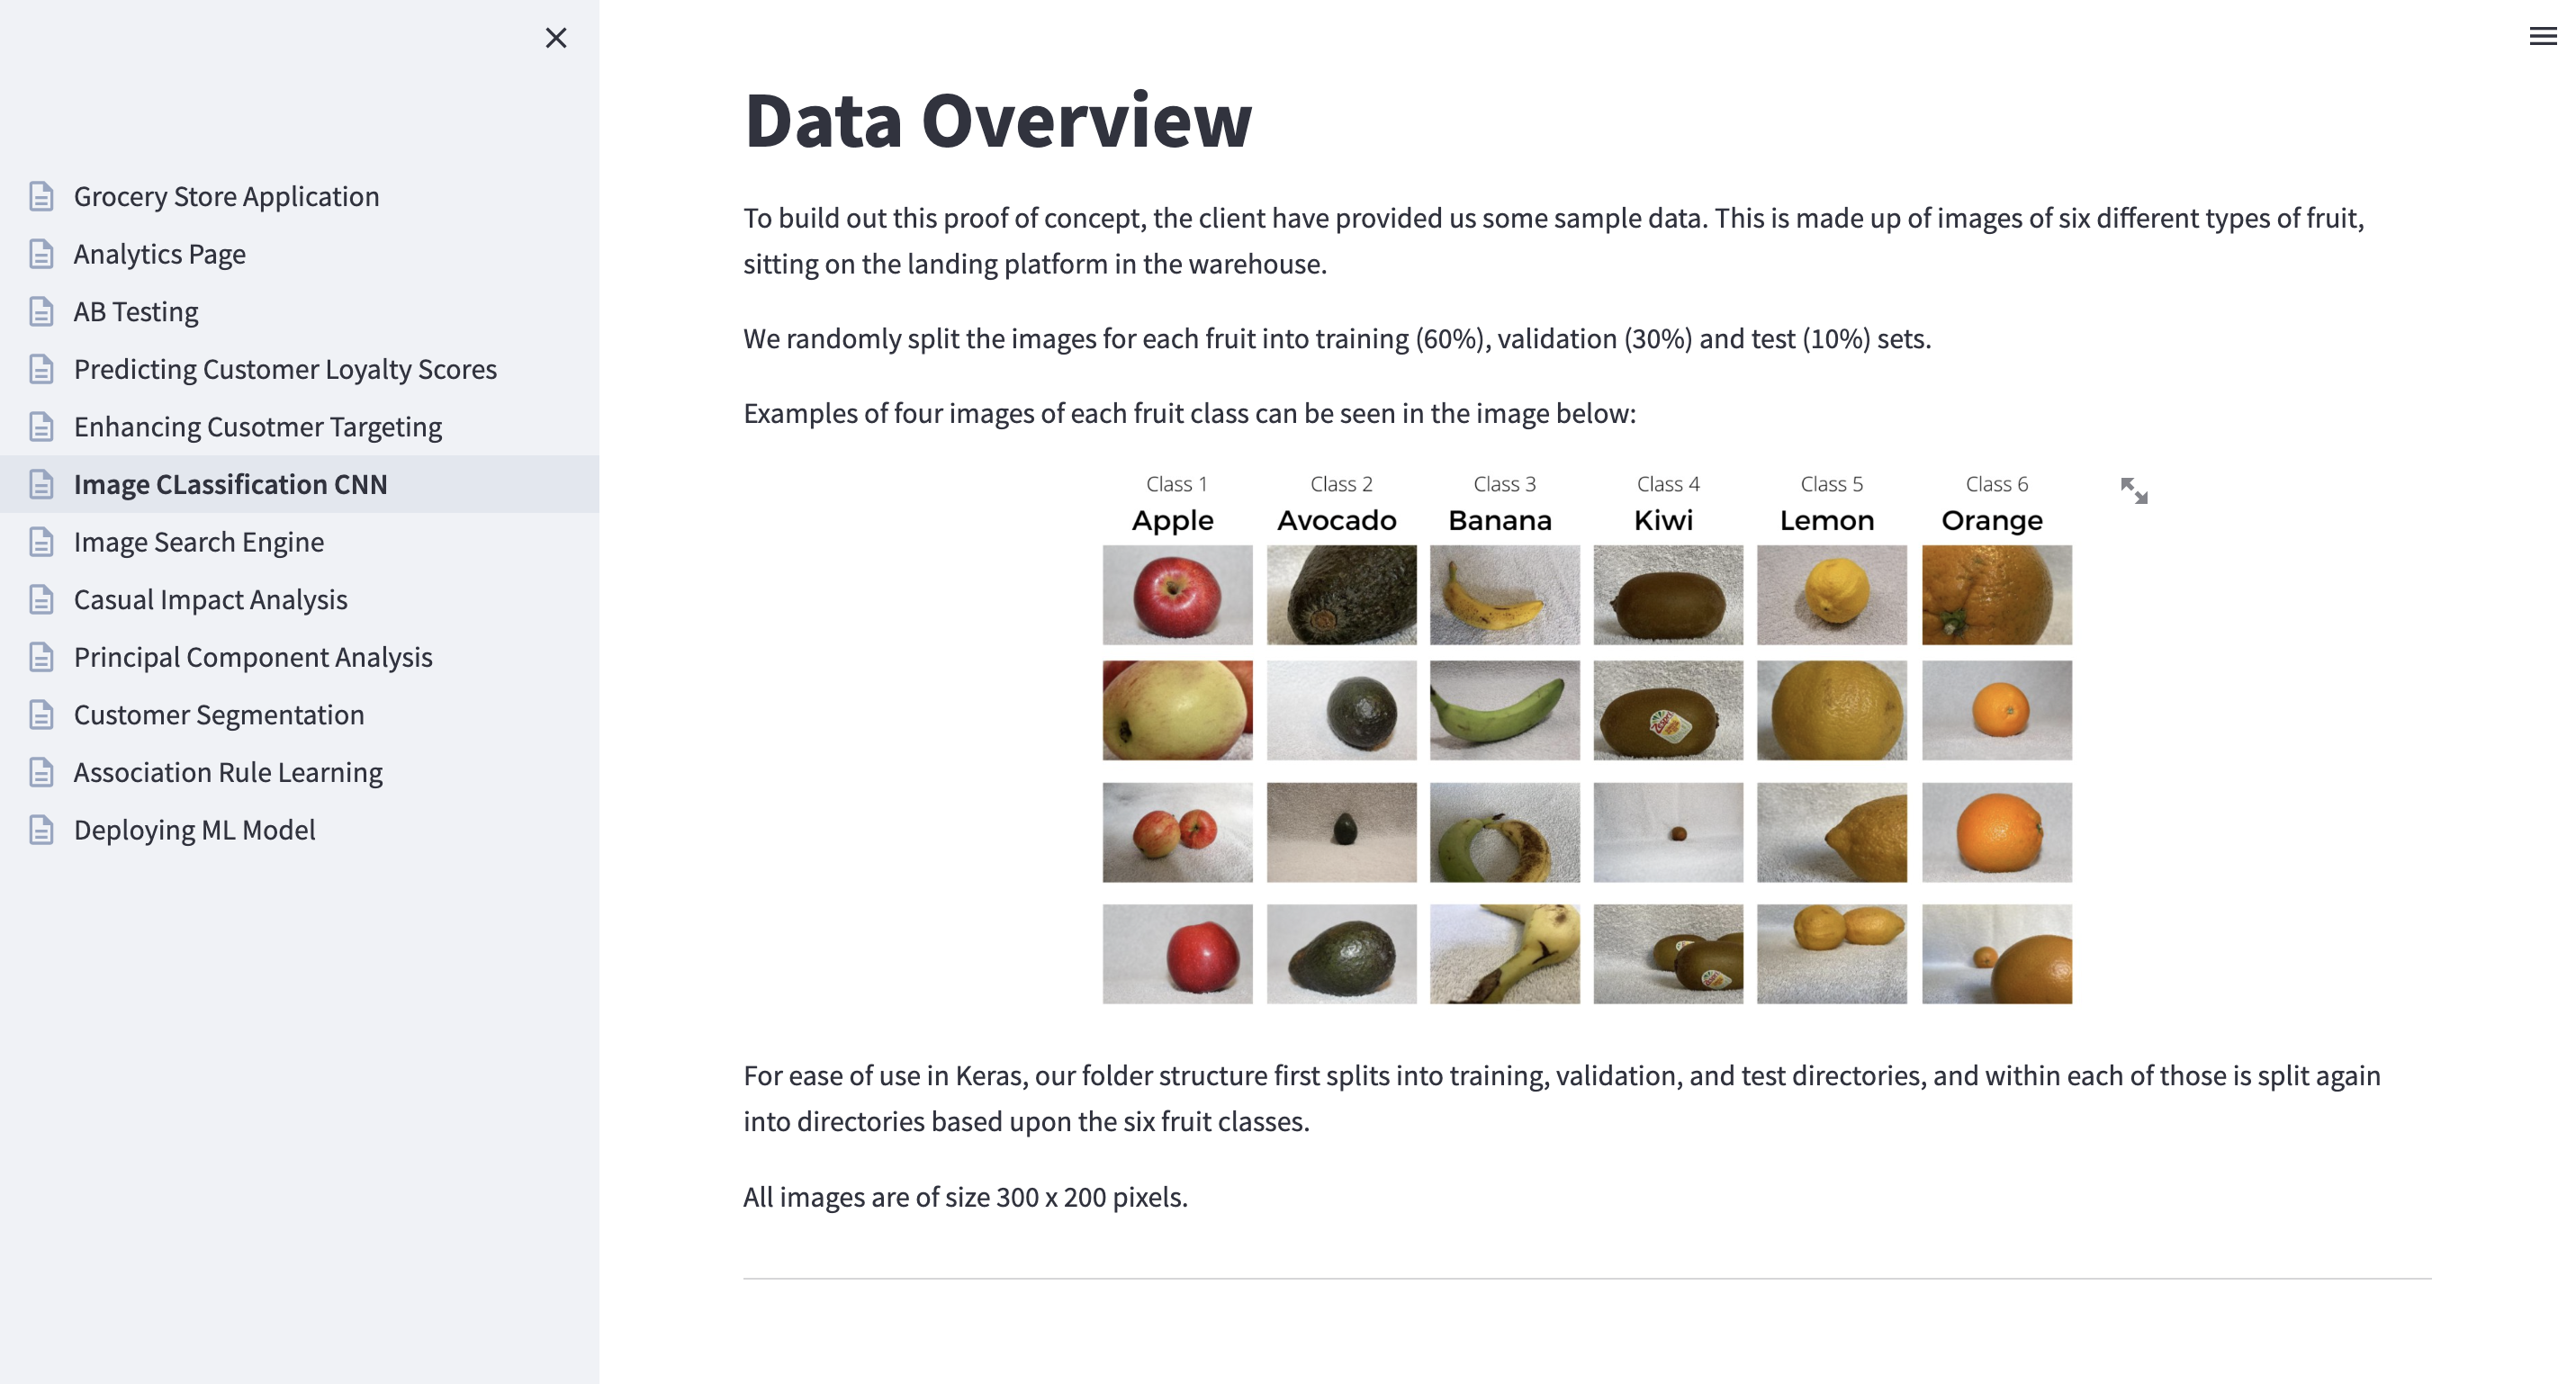 Grocery Store Application
Analytics Page
AB Testing
Predicting Customer Loyalty Scores
Enhancing Cusotmer Targeting
Image CLassification CNN
Image Search Engine
Casual Impact Analysis
Principal Component Analysis
Customer Segmentation
Association Rule Learning
Deploying ML Model
Data Overview
To build out this proof of concept, the client have provided us some sample data. This is made up of images of six different types of fruit,
sitting on the landing platform in the warehouse.
We randomly split the images for each fruit into training (60%), validation (30%) and test (10%) sets.
Examples of four images of each fruit class can be seen in the image below:
Class 1 Class 2 Class 3 Class 4 Class 5 Class 6
Apple Avocado Banana Kiwi Lemon Orange
For ease of use in Keras, our folder structure first splits into training, validation, and test directories, and within each of those is split again
into directories based upon the six fruit classes.
All images are of size 300 x 200 pixels.